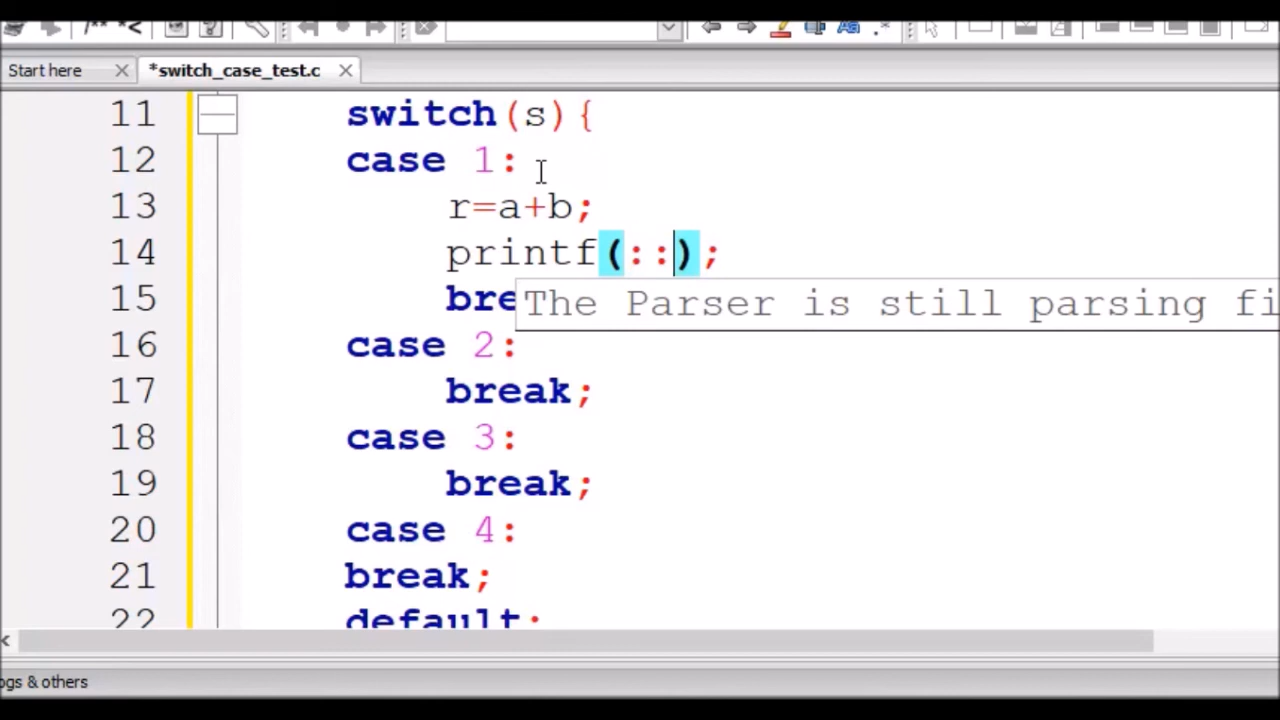 /** *<
Start here
*switch_case_test.c
11 switch(s){
12 case 1:
13 r=a+b;
14 printf(::);
15 bre
The Parser is still parsing fi
16 case 2:
17 break;
18 case 3:
19 break;
20 case 4:
21 break;
22 default:
ogs & others